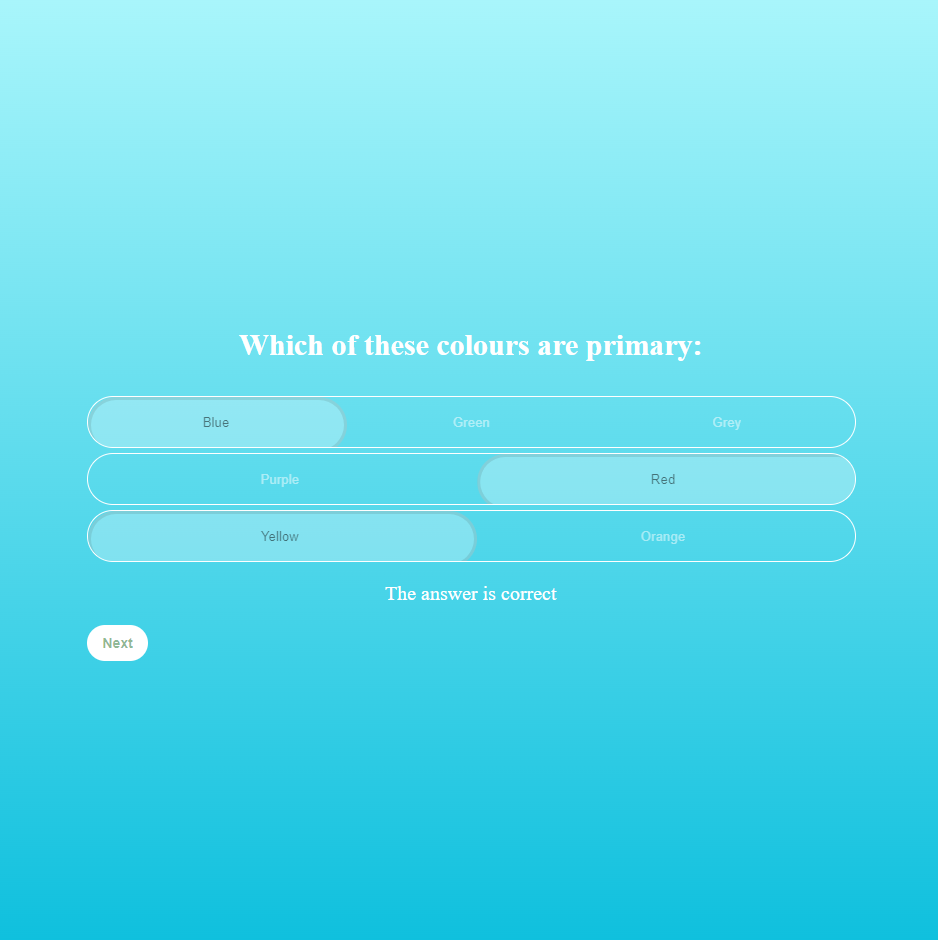 Which of these colours are primary:
Blue Green Grey
Purple Red
Yellow Orange
The answer is correct
Next